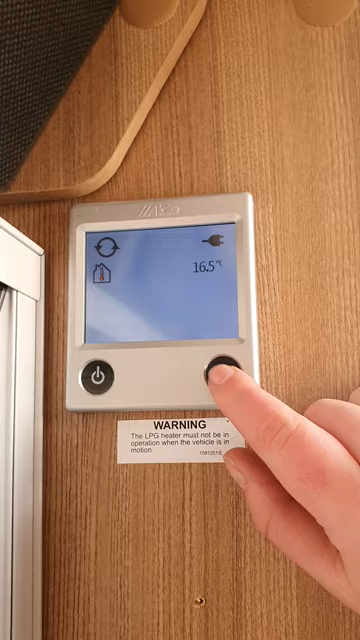 16.5°C
WARNING
The LPG heater must not be in
operation when the vehicle is in
motion